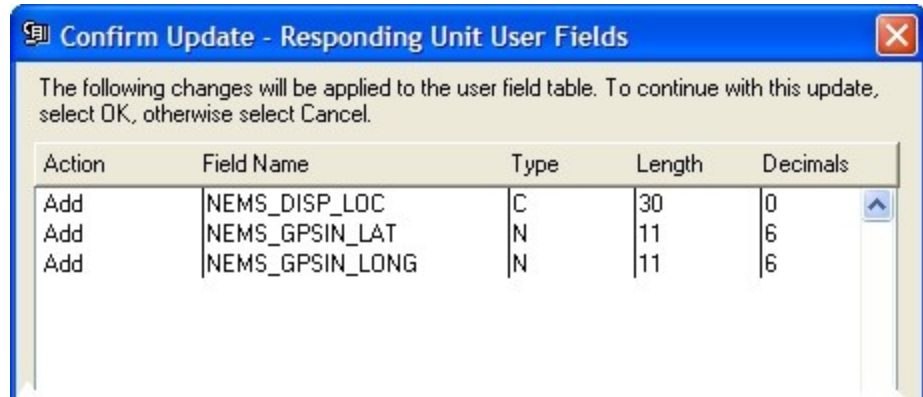 Confirm Update - Responding Unit User Fields
The following changes will be applied to the user field table. To continue with this update,
select OK, otherwise select Cancel.
Action Field Name Type Length Decimals
Add NEMS_DISP_LOC C 30 0
Add NEMS_GPSIN_LAT N 11 6
Add NEMS_GPSIN_LONG N 11 6